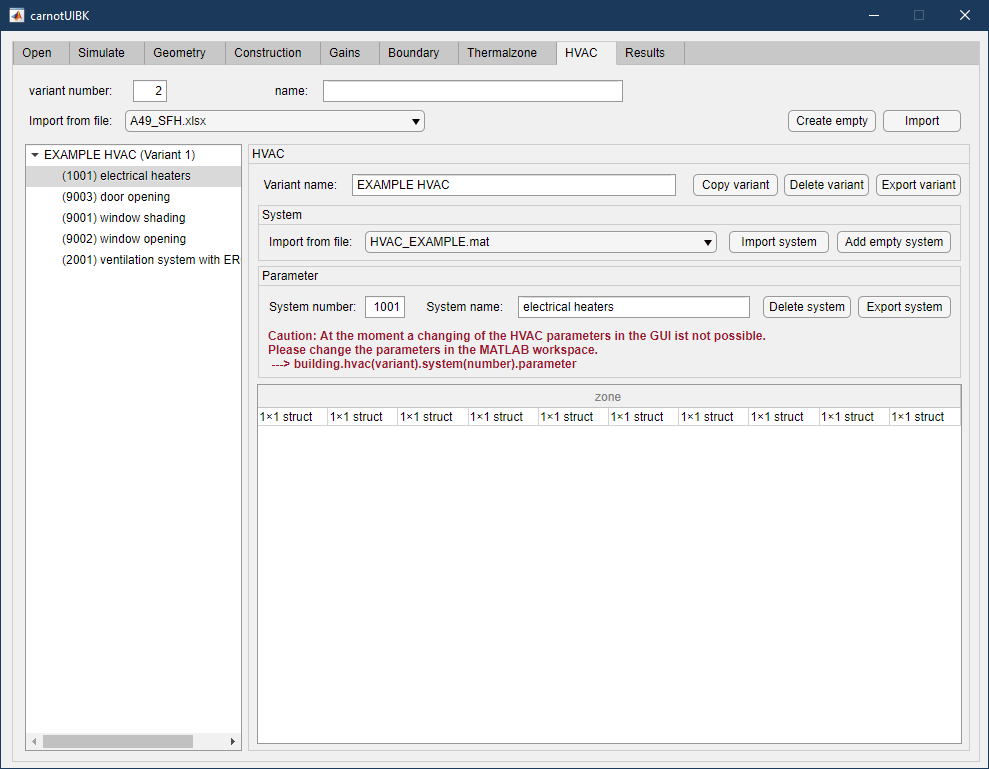 carnotUIBK
Open Simulate Geometry Construction Gains Boundary Thermalzone HVAC Results
variant number: 2 name:
Import from file: A49_SFH.xlsx Create empty Import
EXAMPLE HVAC (Variant 1)
(1001) electrical heaters
(9003) door opening
(9001) window shading
(9002) window opening
(2001) ventilation system with ER
HVAC
Variant name: EXAMPLE HVAC Copy variant Delete variant Export variant
System
Import from file: HVAC_EXAMPLE.mat Import system Add empty system
Parameter
System number: 1001 System name: electrical heaters Delete system Export system
Caution: At the moment a changing of the HVAC parameters in the GUI ist not possible.
Please change the parameters in the MATLAB workspace.
---> building.hvac(variant).system(number).parameter
zone
1×1 struct 1×1 struct 1×1 struct 1×1 struct 1×1 struct 1×1 struct 1×1 struct 1×1 struct 1×1 struct 1×1 struct